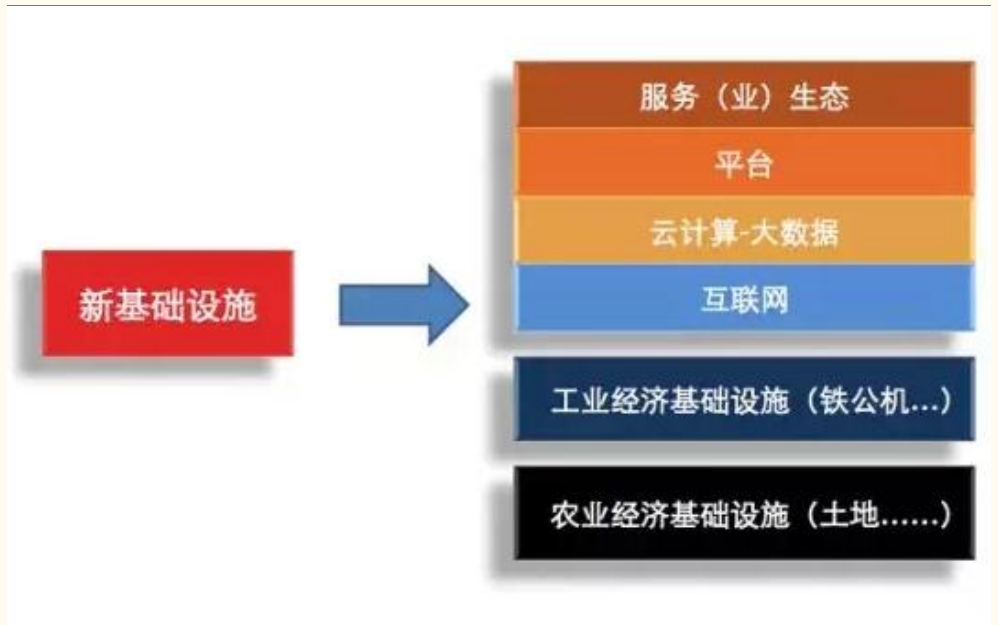 服务（业）生态
平台
云计算-大数据
互联网
新基础设施
工业经济基础设施（铁公机...）
农业经济基础设施（土地......）